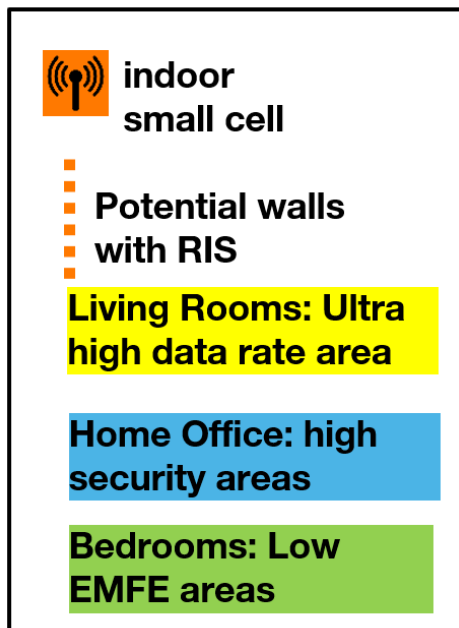 indoor
small cell
Potential walls
with RIS
Living Rooms: Ultra
high data rate area
Home Office: high
security areas
Bedrooms: Low
EMFE areas